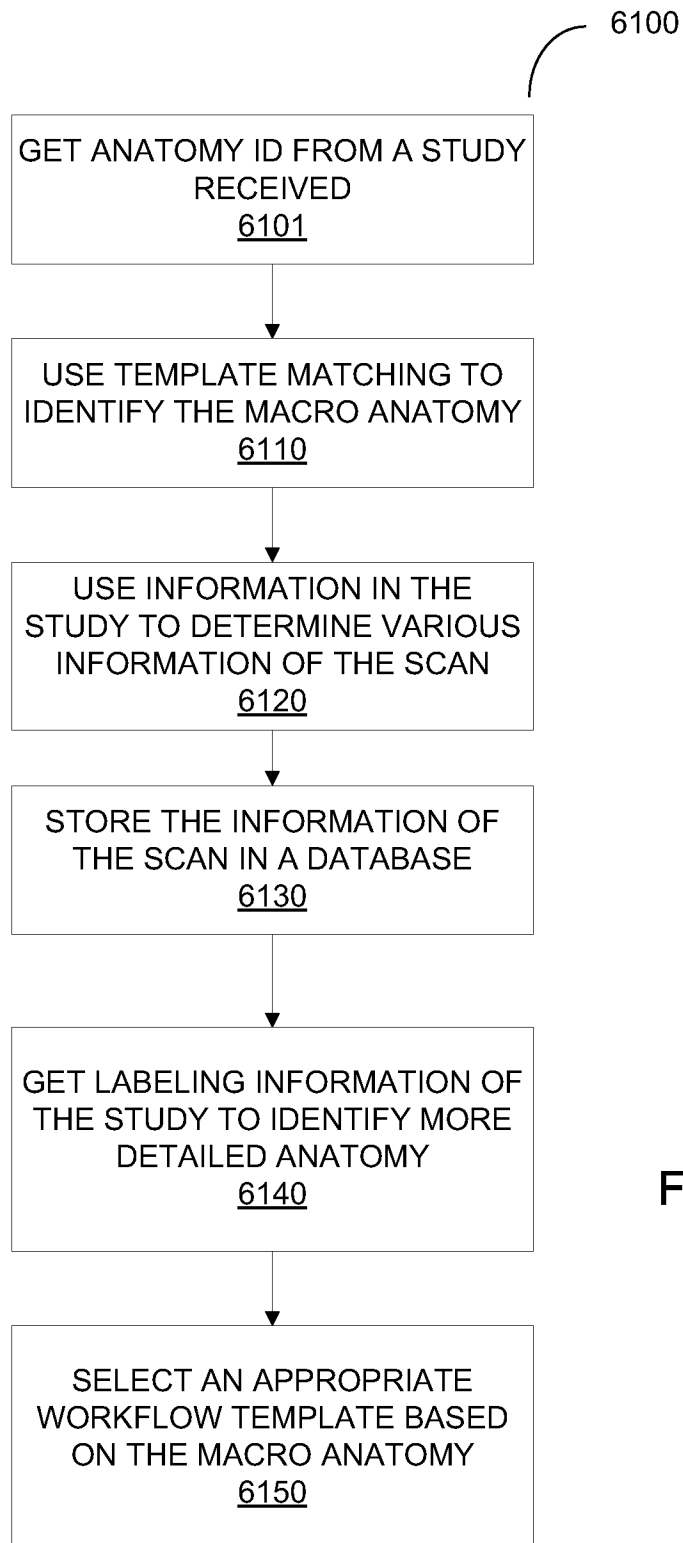 6100
GET ANATOMY ID FROM A STUDY
RECEIVED
6101
USE TEMPLATE MATCHING TO
IDENTIFY THE MACRO ANATOMY
6110
USE INFORMATION IN THE
STUDY TO DETERMINE VARIOUS
INFORMATION OF THE SCAN
6120
STORE THE INFORMATION OF
THE SCAN IN A DATABASE
6130
GET LABELING INFORMATION OF
THE STUDY TO IDENTIFY MORE
DETAILED ANATOMY
6140
F
SELECT AN APPROPRIATE
WORKFLOW TEMPLATE BASED
ON THE MACRO ANATOMY
6150